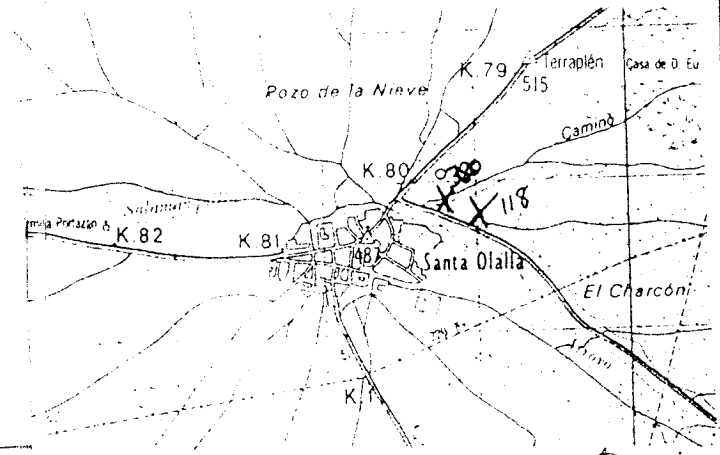 K.79
Terraplén
515
Casa de D. Eu
Pozo de la Nieve
Camino
K.80
118
K.82
K.81
487
Santa Olalla
El Charcón
Arroyo
K.1